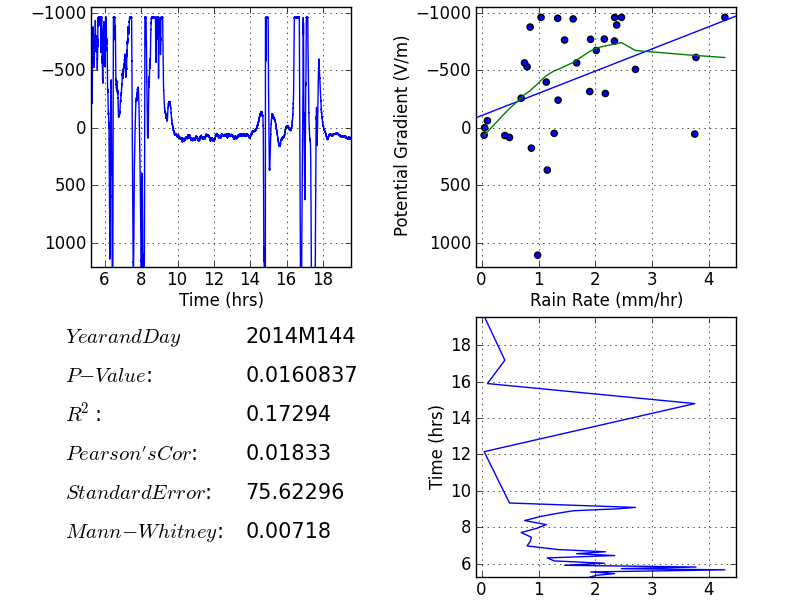 −1000
−500
0
500
1000
6 8 10 12 14 16 18
Time (hrs)
Potential Gradient (V/m)
−1000
−500
0
500
1000
0 1 2 3 4
Rain Rate (mm/hr)
YearandDay 2014M144
P−Value: 0.0160837
R²: 0.17294
Pearson'sCor: 0.01833
StandardError: 75.62296
Mann−Whitney: 0.00718
Time (hrs)
18
16
14
12
10
8
6
0 1 2 3 4